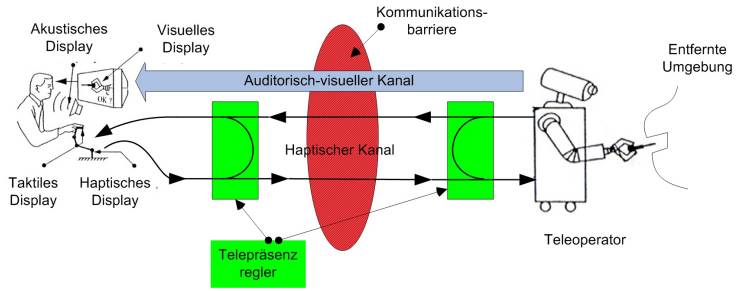 Kommunikations-
barriere
Akustisches
Display
Visuelles
Display
Entfernte
Umgebung
OK ?
Auditorisch-visueller Kanal
Haptischer Kanal
Taktiles
Display
Haptisches
Display
Teleoperator
Telepräsenz
regler